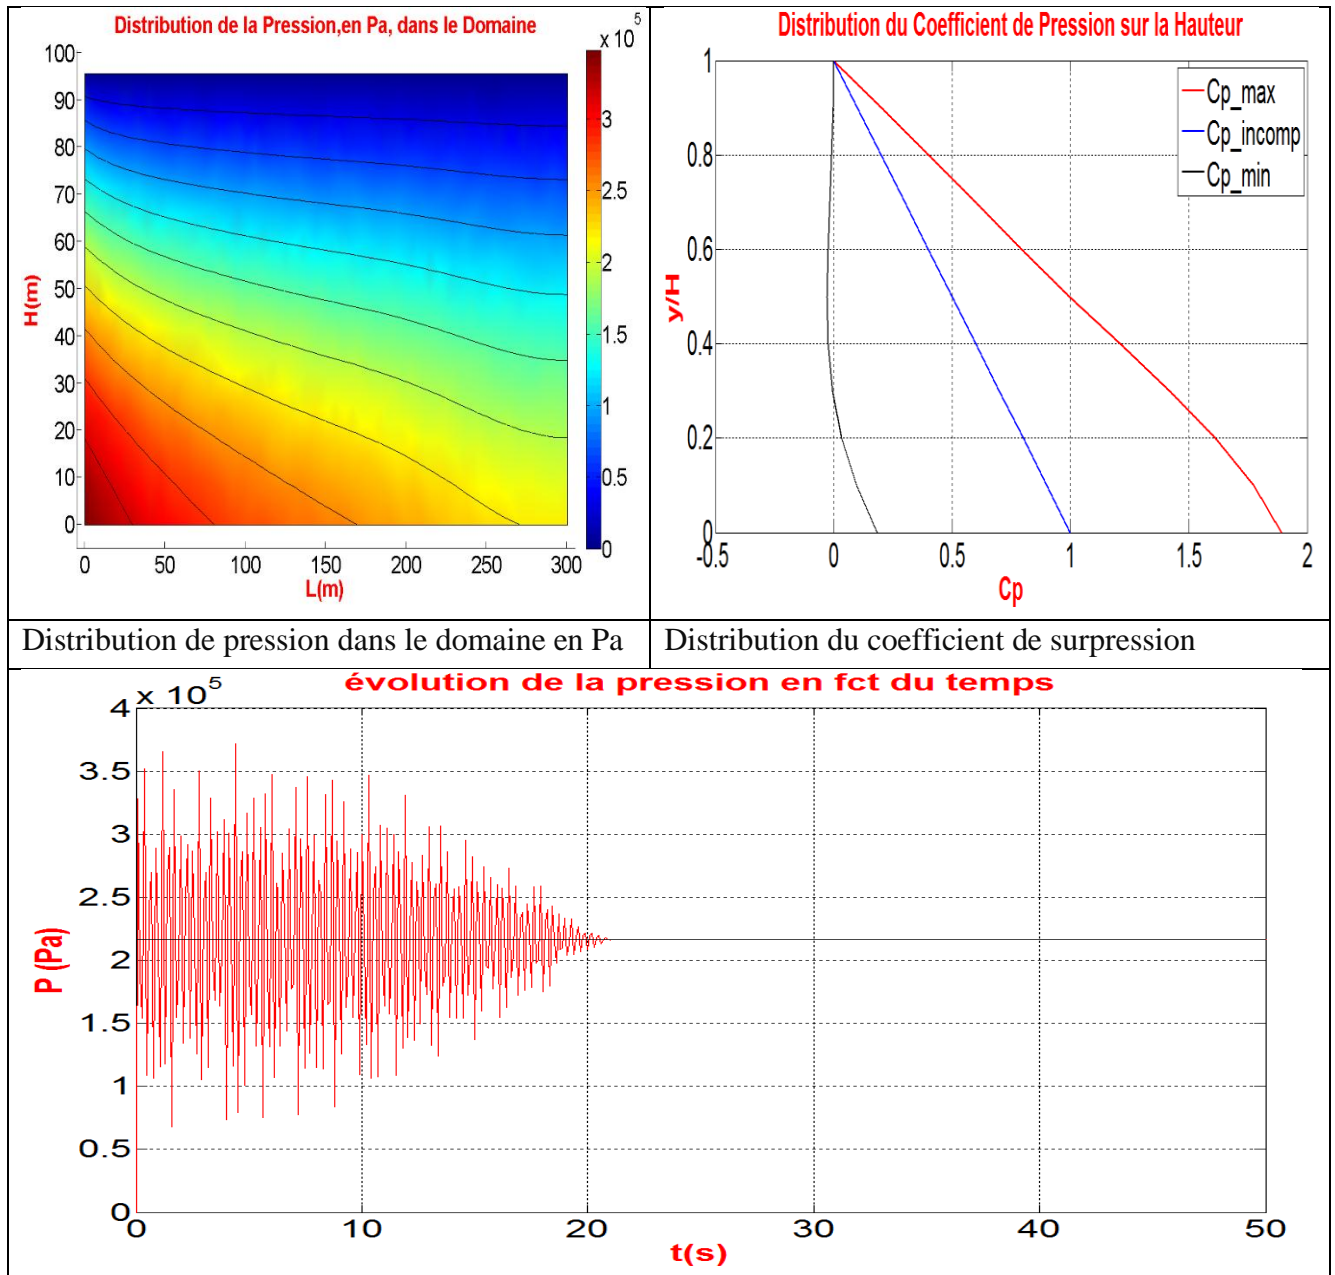 Distribution de la Pression,en Pa, dans le Domaine
x 10^5
100
90
80
70
60
50
40
30
20
10
0
H(m)
0 50 100 150 200 250 300
L(m)
3
2.5
2
1.5
1
0.5
0
Distribution du Coefficient de Pression sur la Hauteur
Cp_max
Cp_incomp
Cp_min
1
0.8
0.6
0.4
0.2
0
y/H
-0.5 0 0.5 1 1.5 2
Cp
Distribution de pression dans le domaine en Pa
Distribution du coefficient de surpression
évolution de la pression en fct du temps
x 10^5
4
3.5
3
2.5
2
1.5
1
0.5
0
P (Pa)
0 10 20 30 40 50
t(s)